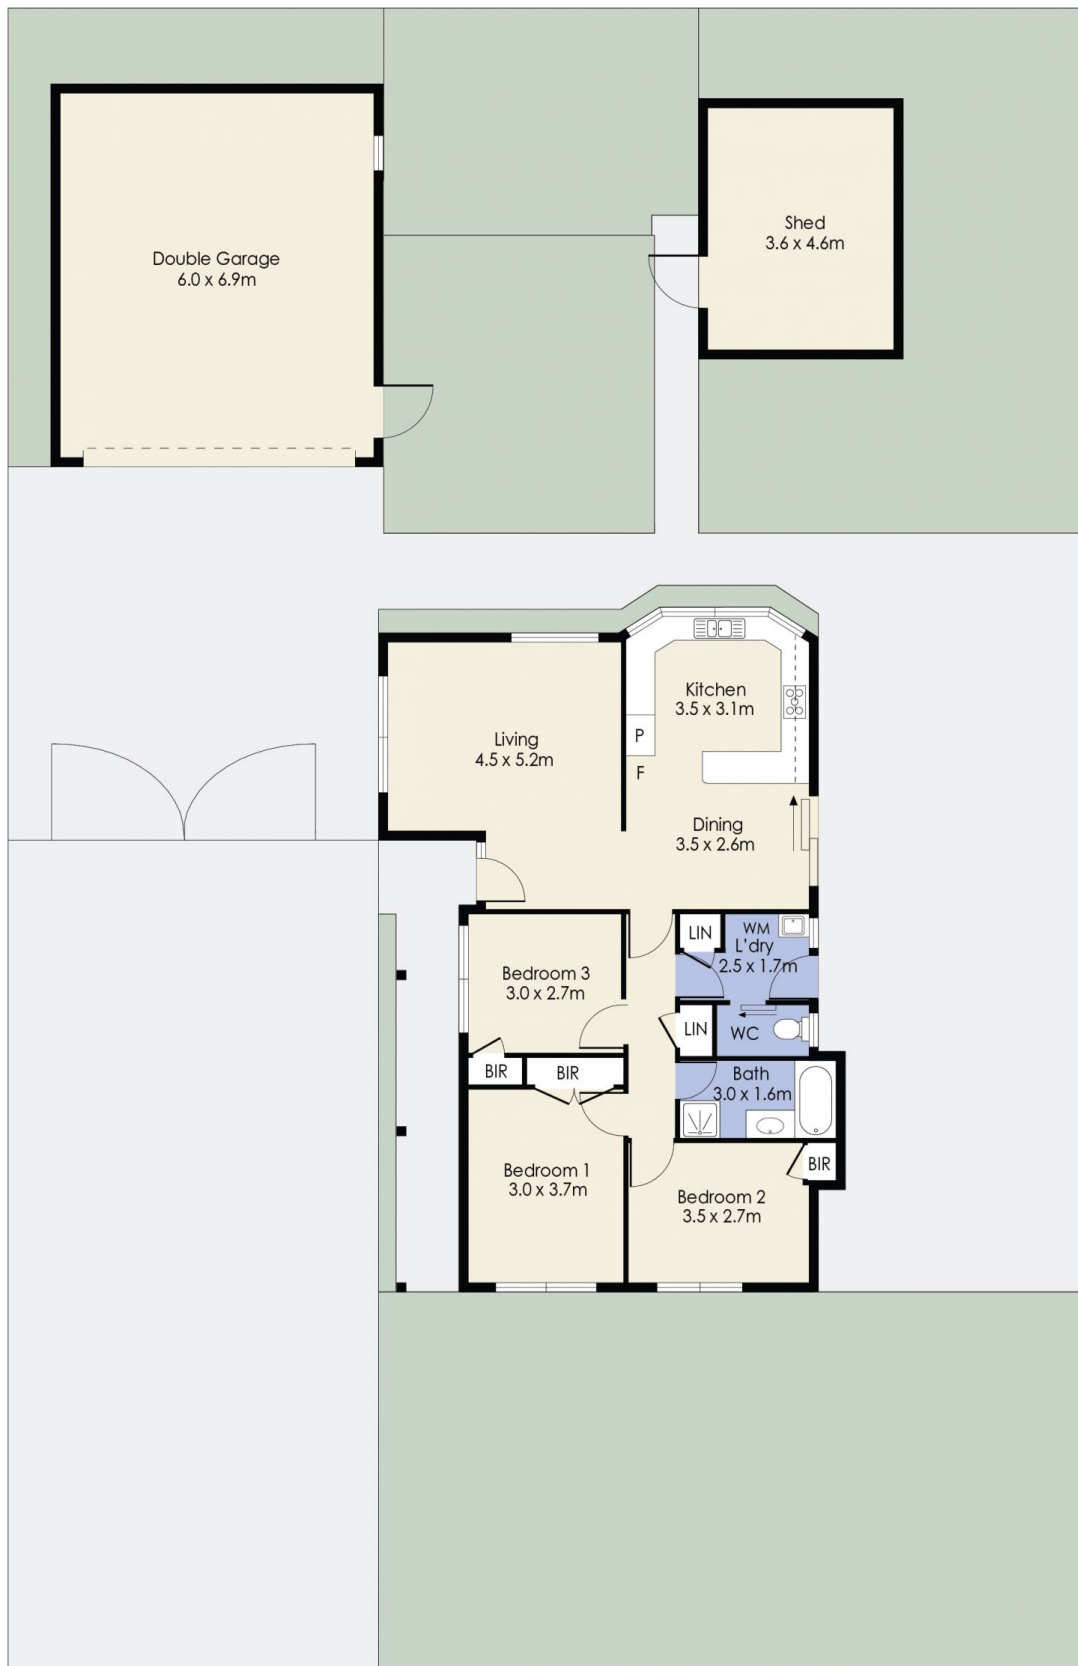 Double Garage
6.0 x 6.9m
Shed
3.6 x 4.6m
Kitchen
3.5 x 3.1m
P
F
Living
4.5 x 5.2m
Dining
3.5 x 2.6m
LIN
WM
L'dry
2.5 x 1.7m
Bedroom 3
3.0 x 2.7m
LIN
WC
BIR
BIR
Bath
3.0 x 1.6m
Bedroom 1
3.0 x 3.7m
BIR
Bedroom 2
3.5 x 2.7m